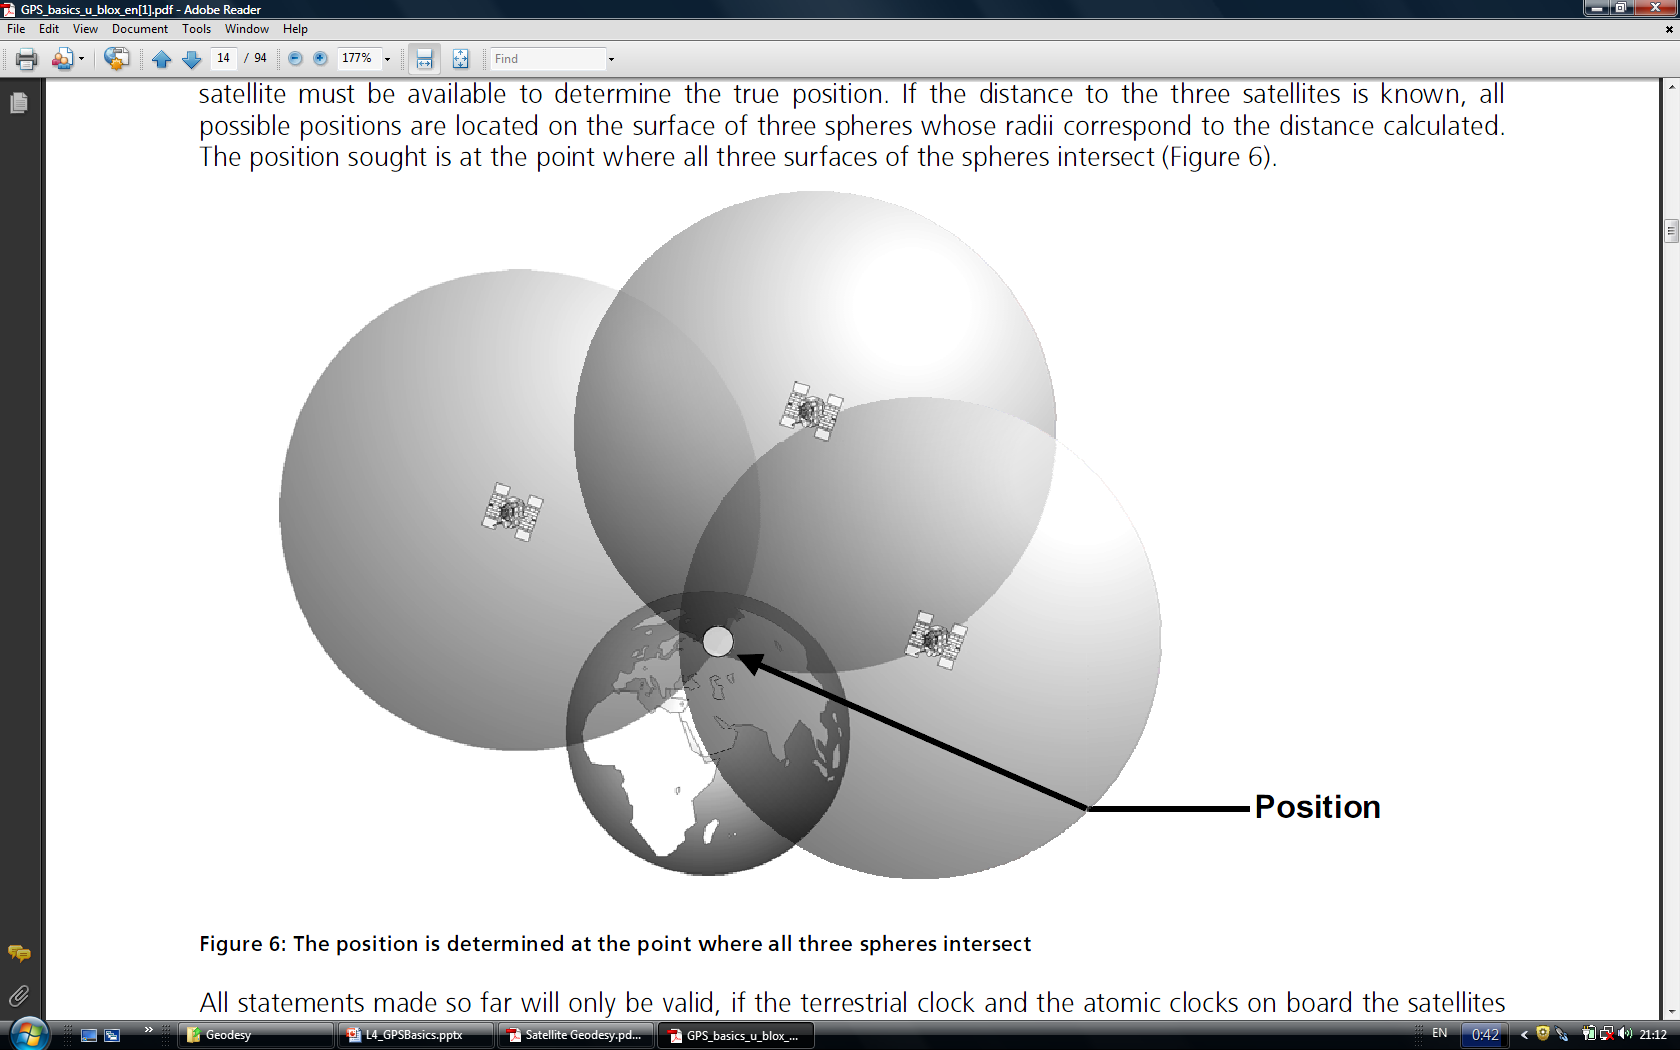 GPS_basics_u_blox_en[1].pdf - Adobe Reader
File Edit View Document Tools Window Help
14 / 94 177% Find
satellite must be available to determine the true position. If the distance to the three satellites is known, all
possible positions are located on the surface of three spheres whose radii correspond to the distance calculated.
The position sought is at the point where all three surfaces of the spheres intersect (Figure 6).
Position
Figure 6: The position is determined at the point where all three spheres intersect
All statements made so far will only be valid, if the terrestrial clock and the atomic clocks on board the satellites
Geodesy L4_GPSBasics.pptx Satellite Geodesy.pd... GPS_basics_u_blox_... EN 0:42 21:12